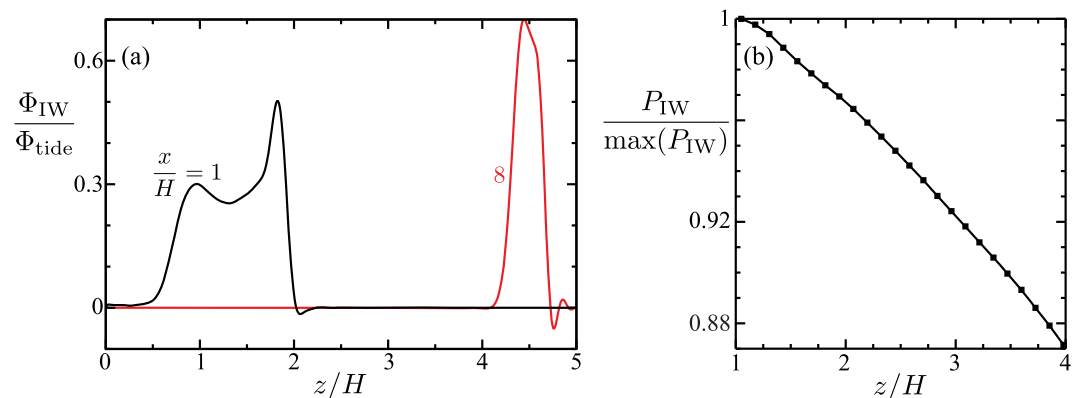 (a)
0.6
0.3
0
Φ_IW
Φ_tide
x
H = 1
8
0 1 2 3 4 5
z/H
(b)
1
0.92
0.88
P_IW
max(P_IW)
1 2 3 4
z/H